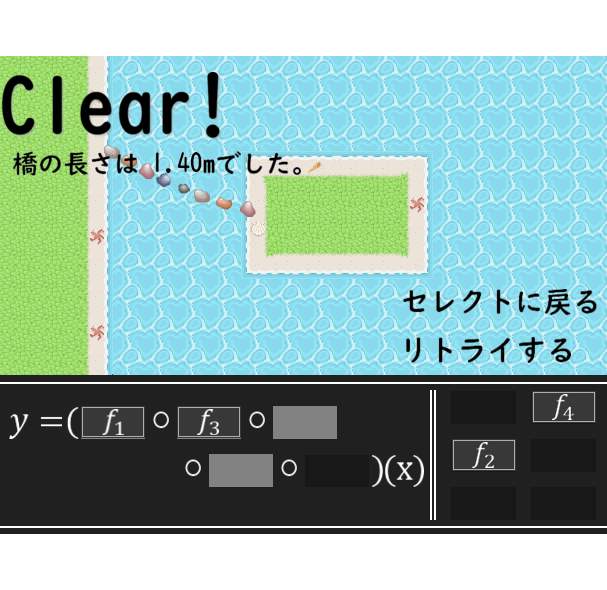 Clear!
橋の長さは 1.40mでした。
セレクトに戻る
リトライする
y =( f₁ ○ f₃ ○
○ ○ )(x)
f₄
f₂